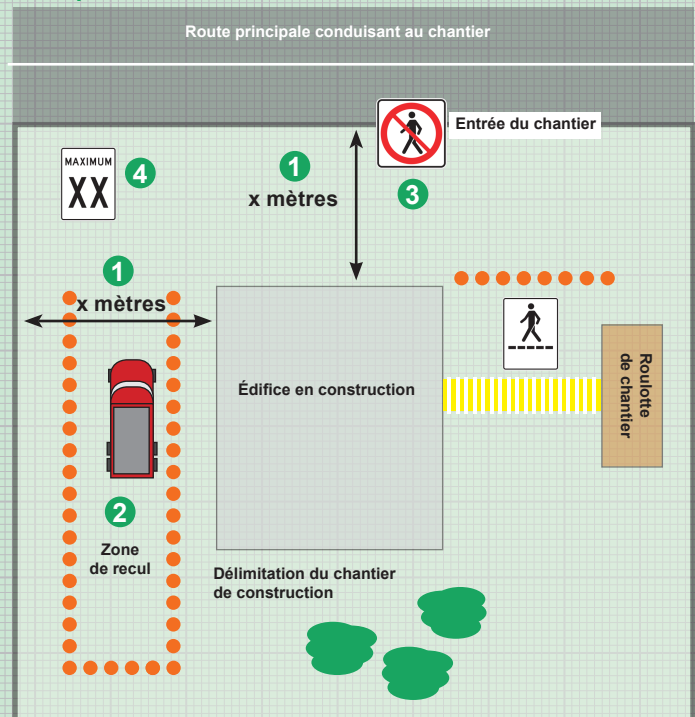 Route principale conduisant au chantier
Entrée du chantier
MAXIMUM
XX
4
1
x mètres
3
1
x mètres
Édifice en construction
Roulotte
de chantier
2
Zone
de recul
Délimitation du chantier
de construction